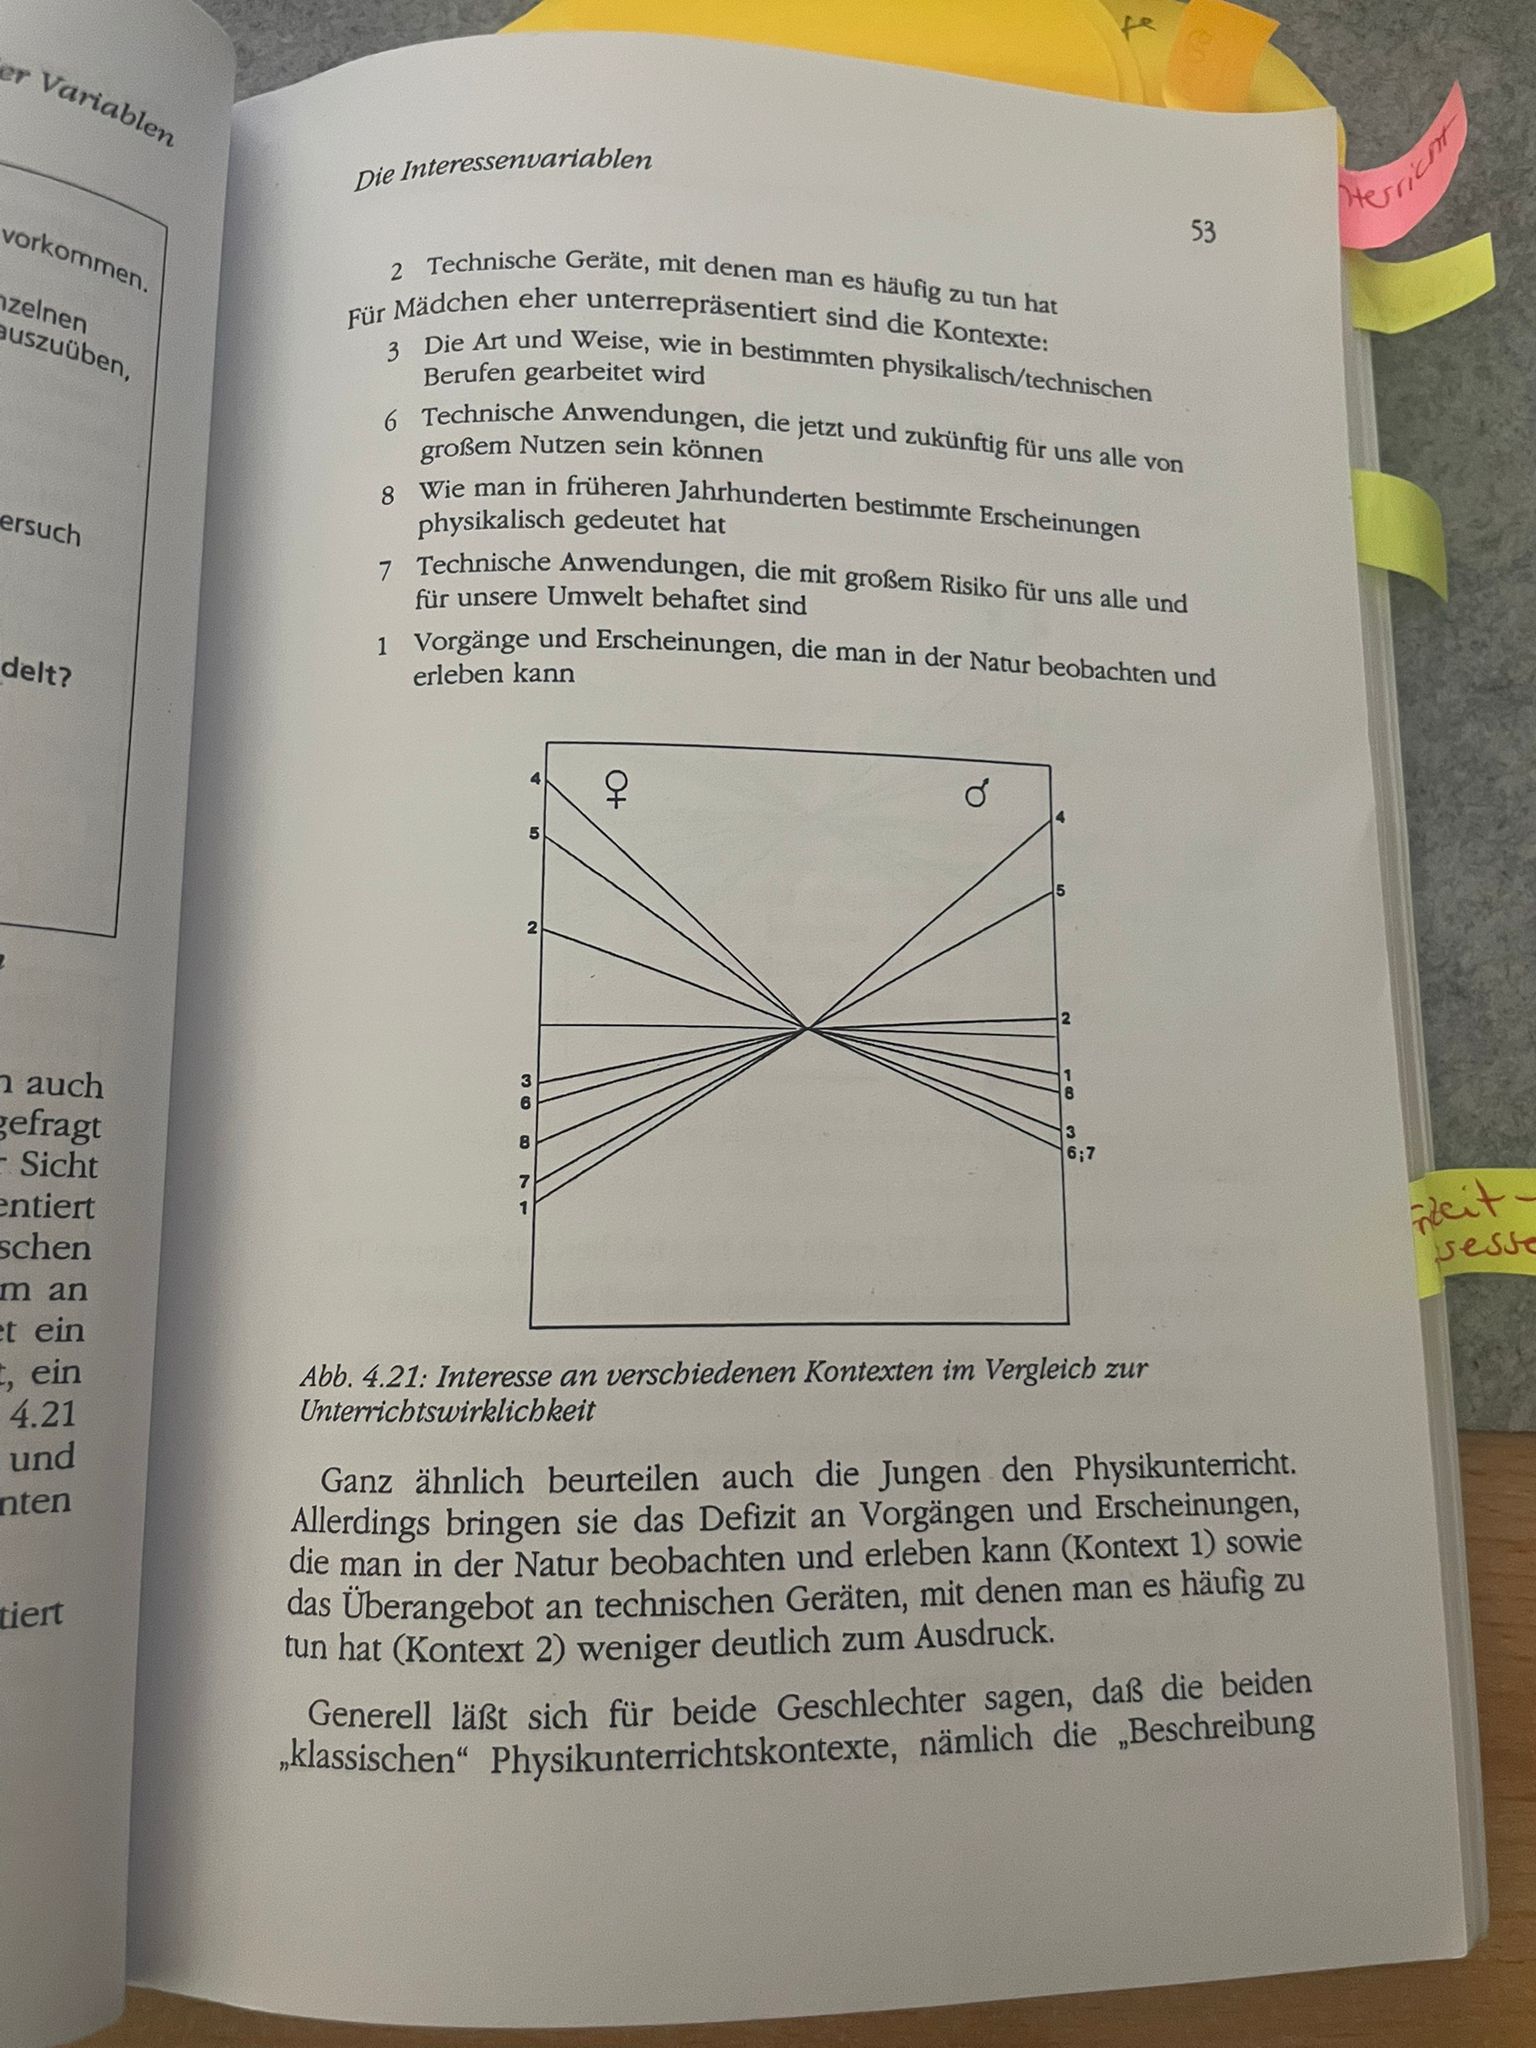 er Variablen
vorkommen.
nzelnen
auszuüben,
ersuch
delt?
n auch
gefragt
r Sicht
entiert
schen
m an
et ein
t, ein
4.21
und
nten
tiert
Die Interessenvariablen
53
2 Technische Geräte, mit denen man es häufig zu tun hat
Für Mädchen eher unterrepräsentiert sind die Kontexte:
3 Die Art und Weise, wie in bestimmten physikalisch/technischen
Berufen gearbeitet wird
6 Technische Anwendungen, die jetzt und zukünftig für uns alle von
großem Nutzen sein können
8 Wie man in früheren Jahrhunderten bestimmte Erscheinungen
physikalisch gedeutet hat
7 Technische Anwendungen, die mit großem Risiko für uns alle und
für unsere Umwelt behaftet sind
1 Vorgänge und Erscheinungen, die man in der Natur beobachten und
erleben kann
♀ ♂
4
5
2
3
6
8
7
1
4
5
2
1
8
3
6;7
Abb. 4.21: Interesse an verschiedenen Kontexten im Vergleich zur
Unterrichtswirklichkeit
Ganz ähnlich beurteilen auch die Jungen den Physikunterricht.
Allerdings bringen sie das Defizit an Vorgängen und Erscheinungen,
die man in der Natur beobachten und erleben kann (Kontext 1) sowie
das Überangebot an technischen Geräten, mit denen man es häufig zu
tun hat (Kontext 2) weniger deutlich zum Ausdruck.
Generell läßt sich für beide Geschlechter sagen, daß die beiden
„klassischen“ Physikunterrichtskontexte, nämlich die „Beschreibung
terricht